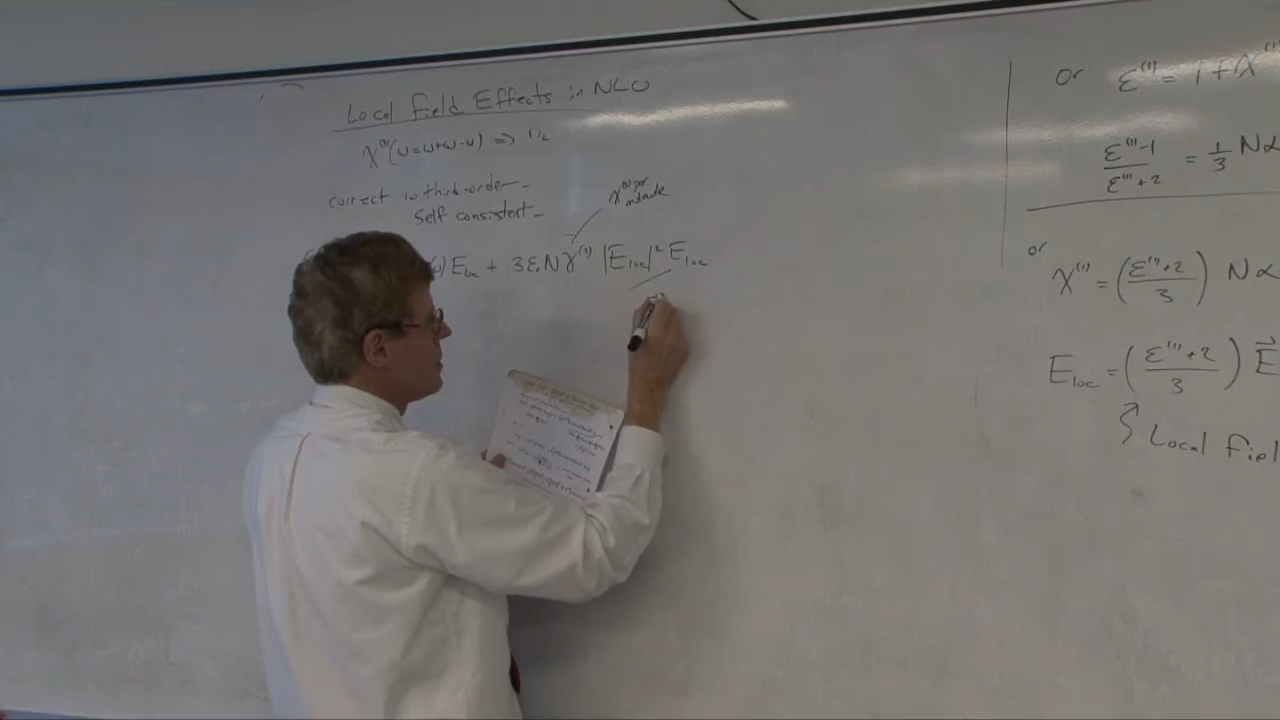 Local Field Effects in NLO
χ⁽³⁾(ω=ω+ω-ω) ⇒ n₂
correct to third-order
Self consistent
χ⁽³⁾ per molecule
) E_loc + 3ε₀Nγ⁽³⁾ |E_loc|² E_loc
or ε⁽¹⁾ = 1+χ⁽¹⁾
(ε⁽¹⁾-1)/(ε⁽¹⁾+2) = 1/3 Nα
or
χ⁽¹⁾ = ((ε⁽¹⁾+2)/3) Nα
E_loc = ((ε⁽¹⁾+2)/3) E⃗
Local fiel